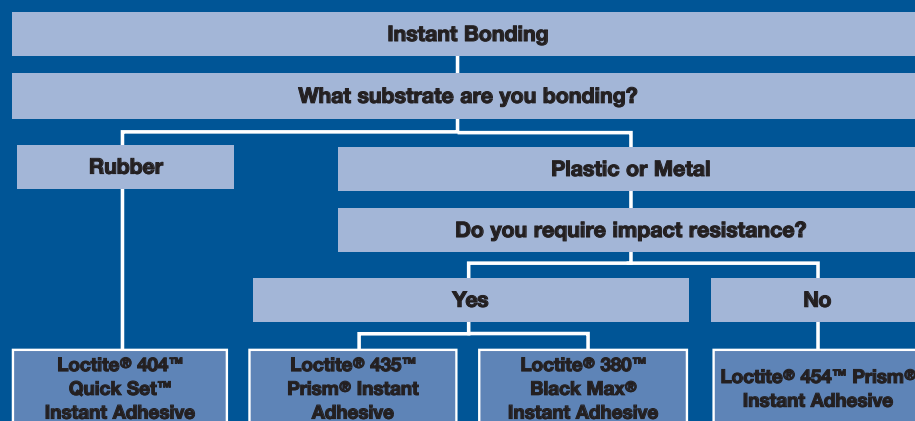 Instant Bonding
What substrate are you bonding?
Rubber
Plastic or Metal
Do you require impact resistance?
Yes
No
Loctite® 404™
Quick Set™
Instant Adhesive
Loctite® 435™
Prism® Instant
Adhesive
Loctite® 380™
Black Max®
Instant Adhesive
Loctite® 454™ Prism®
Instant Adhesive